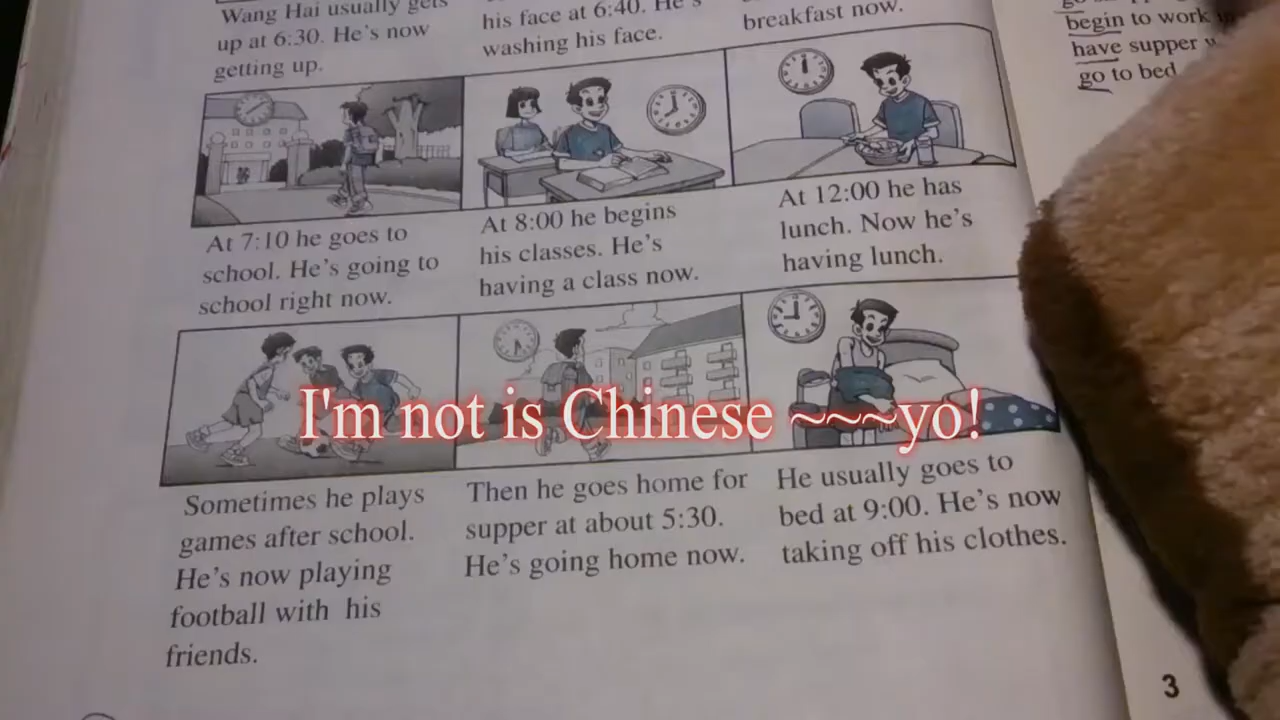 Wang Hai usually gets
up at 6:30. He's now
getting up.
his face at 6:40. He's
washing his face.
breakfast now.
begin to work
have supper
go to bed
At 7:10 he goes to
school. He's going to
school right now.
At 8:00 he begins
his classes. He's
having a class now.
At 12:00 he has
lunch. Now he's
having lunch.
I'm not is Chinese ~~~yo!
Sometimes he plays
games after school.
He's now playing
football with his
friends.
Then he goes home for
supper at about 5:30.
He's going home now.
He usually goes to
bed at 9:00. He's now
taking off his clothes.
3